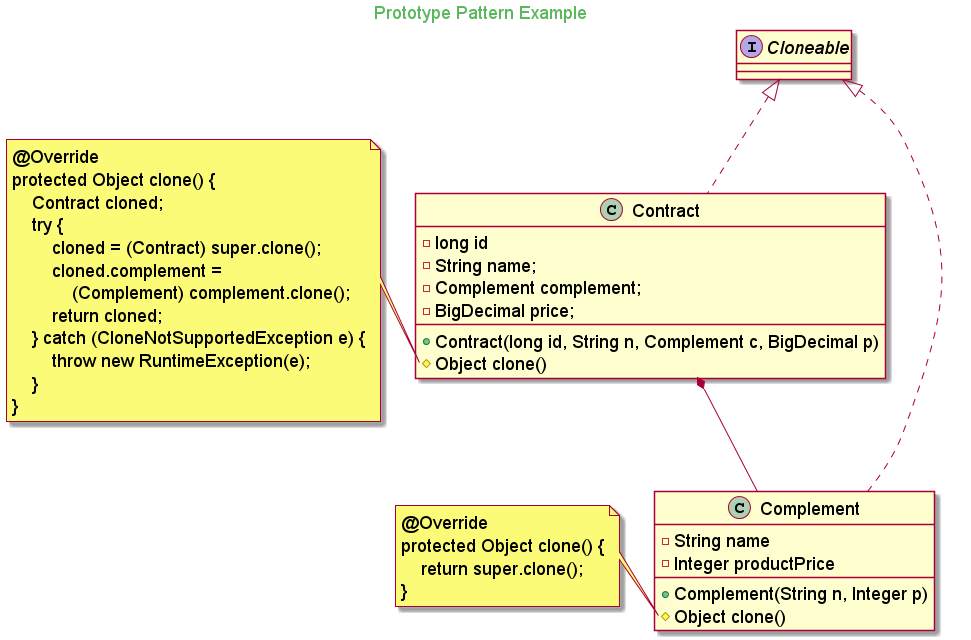 Prototype Pattern Example
I Cloneable
@Override
protected Object clone() {
    Contract cloned;
    try {
        cloned = (Contract) super.clone();
        cloned.complement =
            (Complement) complement.clone();
        return cloned;
    } catch (CloneNotSupportedException e) {
        throw new RuntimeException(e);
    }
}
C Contract
long id
String name;
Complement complement;
BigDecimal price;
Contract(long id, String n, Complement c, BigDecimal p)
Object clone()
@Override
protected Object clone() {
    return super.clone();
}
C Complement
String name
Integer productPrice
Complement(String n, Integer p)
Object clone()